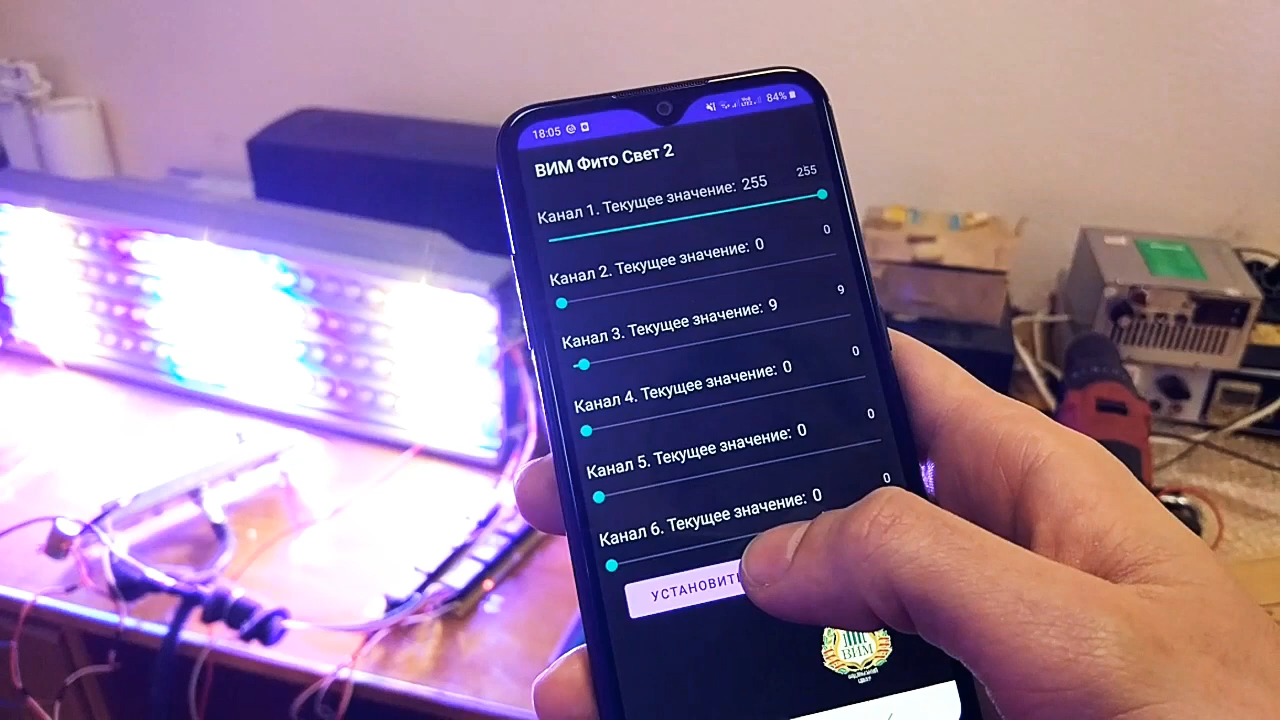 18:05
84%
ВИМ Фито Свет 2
Канал 1. Текущее значение: 255
255
Канал 2. Текущее значение: 0
0
Канал 3. Текущее значение: 9
9
Канал 4. Текущее значение: 0
0
Канал 5. Текущее значение: 0
0
Канал 6. Текущее значение: 0
0
УСТАНОВИТЬ
ВИМ